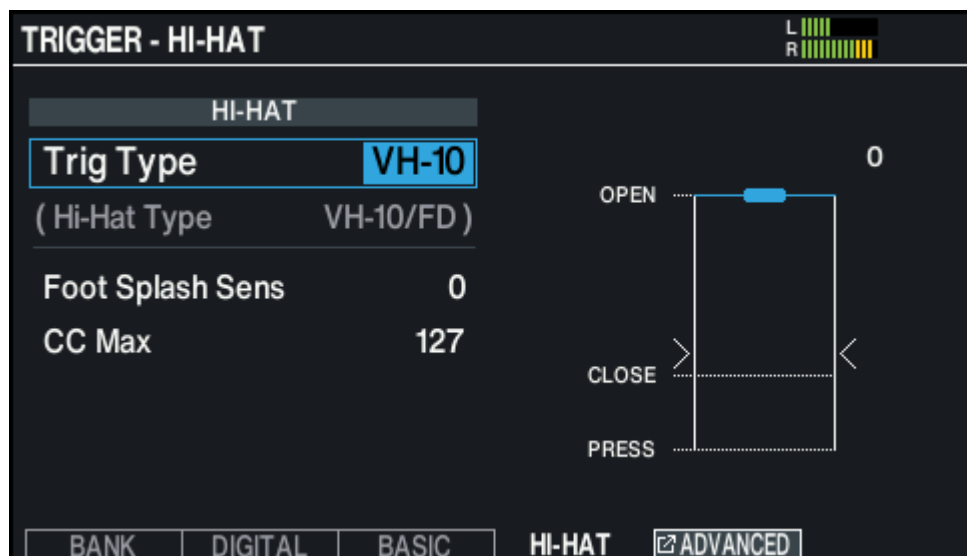 TRIGGER - HI-HAT
L
R
HI-HAT
Trig Type VH-10
( Hi-Hat Type VH-10/FD )
Foot Splash Sens 0
CC Max 127
0
OPEN
CLOSE
PRESS
BANK DIGITAL BASIC HI-HAT ADVANCED